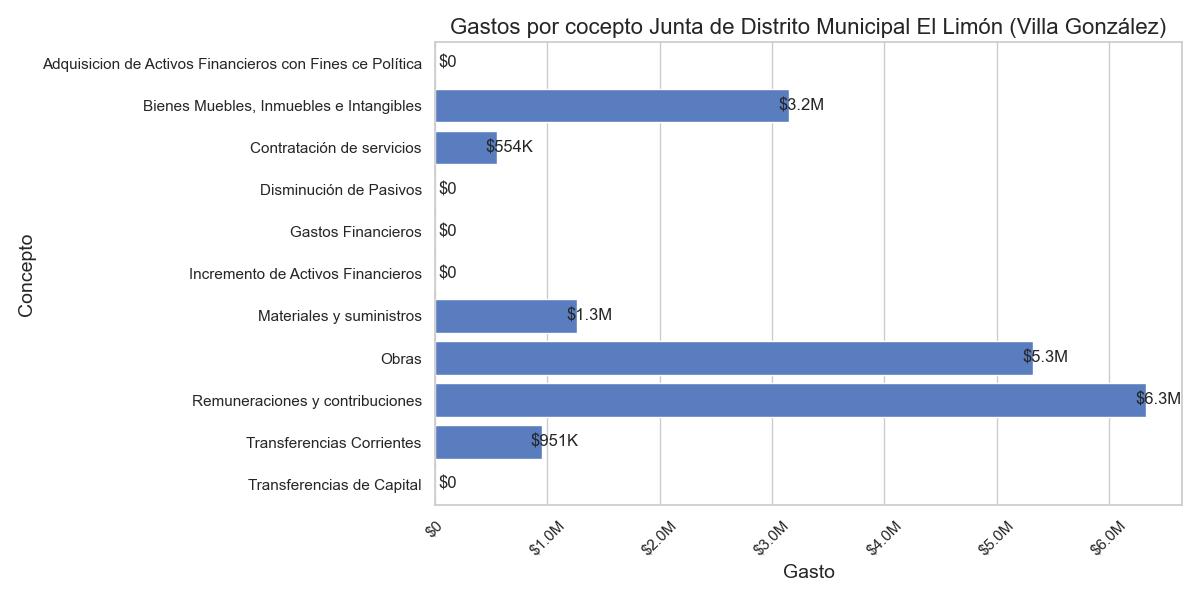 Gastos por cocepto Junta de Distrito Municipal El Limón (Villa González)
Concepto
Adquisicion de Activos Financieros con Fines ce Política $0
Bienes Muebles, Inmuebles e Intangibles $3.2M
Contratación de servicios $554K
Disminución de Pasivos $0
Gastos Financieros $0
Incremento de Activos Financieros $0
Materiales y suministros $1.3M
Obras $5.3M
Remuneraciones y contribuciones $6.3M
Transferencias Corrientes $951K
Transferencias de Capital $0
$0 $1.0M $2.0M $3.0M $4.0M $5.0M $6.0M
Gasto